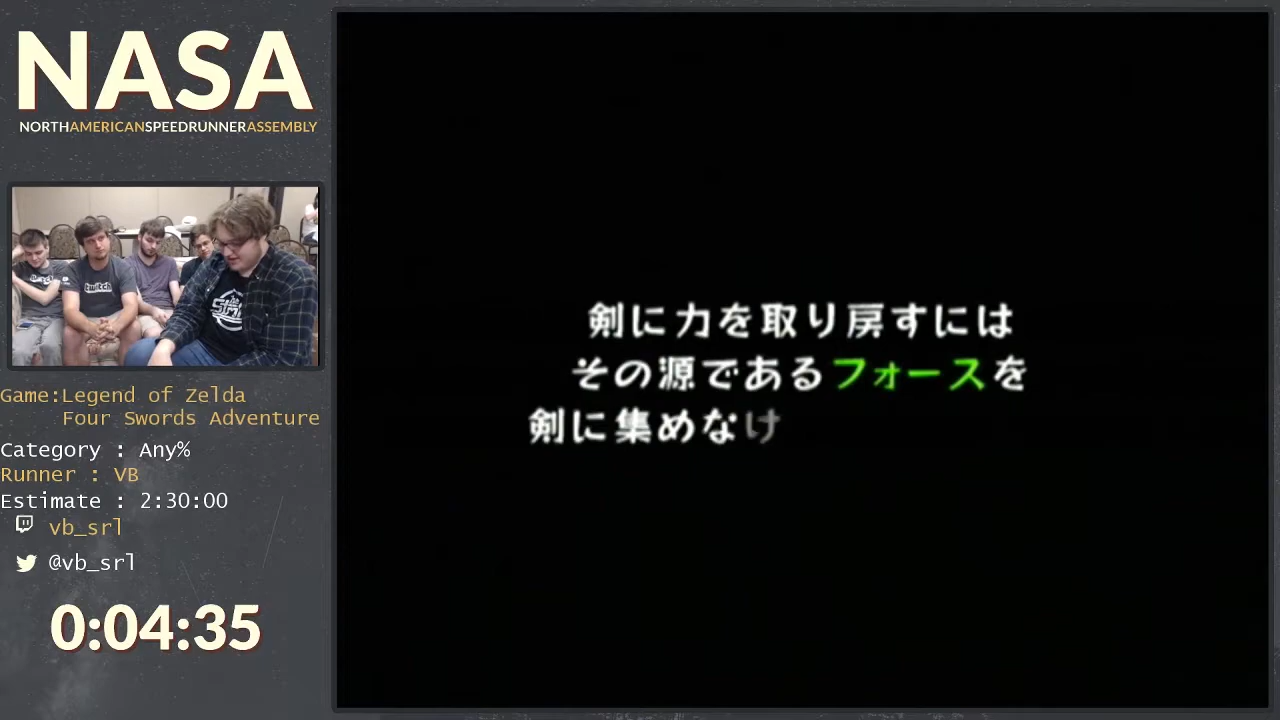 NASA
NORTHAMERICANSPEEDRUNNERASSEMBLY
twitch
Game:Legend of Zelda
Four Swords Adventure
Category : Any%
Runner : VB
Estimate : 2:30:00
vb_srl
@vb_srl
0:04:35
剣に力を取り戻すには
その源であるフォースを
剣に集めなけ